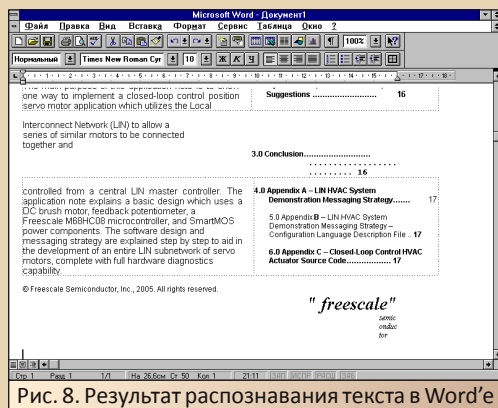 Microsoft Word - Документ1
Файл Правка Вид Вставка Формат Сервис Таблица Окно ?
100%
Нормальный Times New Roman Cyr 10 Ж К Ч
one way to implement a closed-loop control position
servo motor application which utilizes the Local
Suggestions .......................... 16
Interconnect Network (LIN) to allow a
series of similar motors to be connected
together and
3.0 Conclusion...........................
. . . . . . . . . . . . . . . . . .
. . . . . . . . . 16
controlled from a central LIN master controller. The
application note explains a basic design which uses a
DC brush motor, feedback potentiometer, a
Freescale M68HC08 microcontroller, and SmartMOS
power components. The software design and
messaging strategy are explained step by step to aid in
the development of an entire LIN subnetwork of servo
motors, complete with full hardware diagnostics
capability.
4.0 Appendix A – LIN HVAC System
Demonstration Messaging Strategy....... 17
5.0 Appendix B – LIN HVAC System
Demonstration Messaging Strategy –
Configuration Language Description File .. 17
6.0 Appendix C – Closed-Loop Control HVAC
Actuator Source Code.................. 17
© Freescale Semiconductor, Inc., 2005. All rights reserved.
" freescale"
semic
onduc
tor
Стр 1 Разд 1 1/1 На 26,6см Ст 50 Кол 1 21:11 ЗАП ИСПР РАСШ ЗАБ
Рис. 8. Результат распознавания текста в Word'е